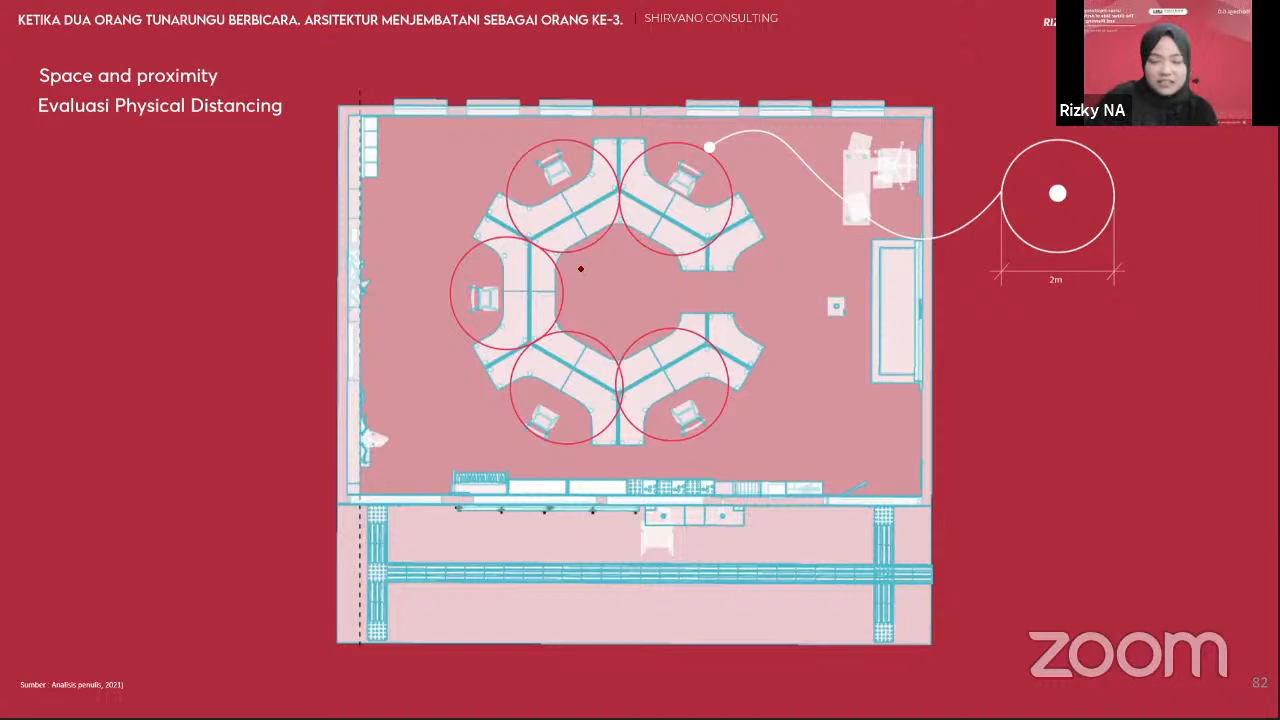 KETIKA DUA ORANG TUNARUNGU BERBICARA. ARSITEKTUR MENJEMBATANI SEBAGAI ORANG KE-3. | SHIRVANO CONSULTING
RIZ
Rizky NA
Space and proximity
Evaluasi Physical Distancing
2m
zoom
Sumber : Analisis penulis, 2021)
82